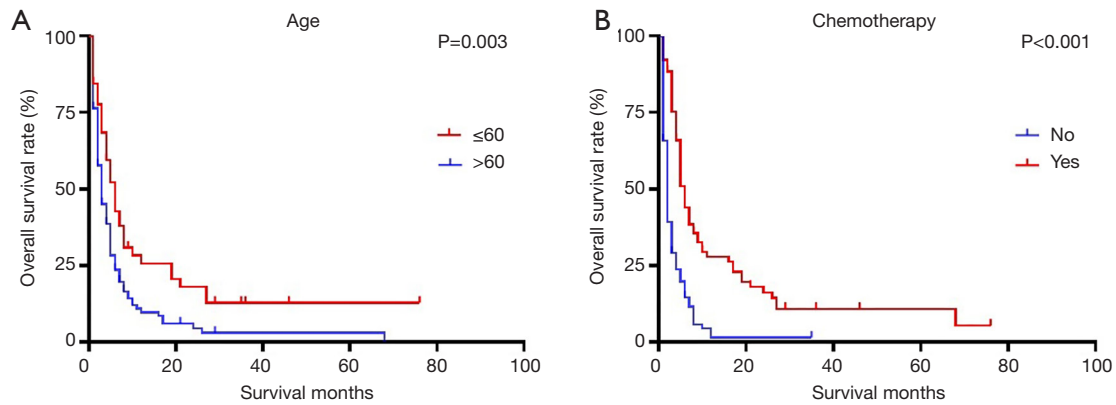 A
Age
P=0.003
Overall survival rate (%)
100
75
50
25
0
≤60
>60
0 20 40 60 80 100
Survival months
B
Chemotherapy
P<0.001
Overall survival rate (%)
100
75
50
25
0
No
Yes
0 20 40 60 80 100
Survival months